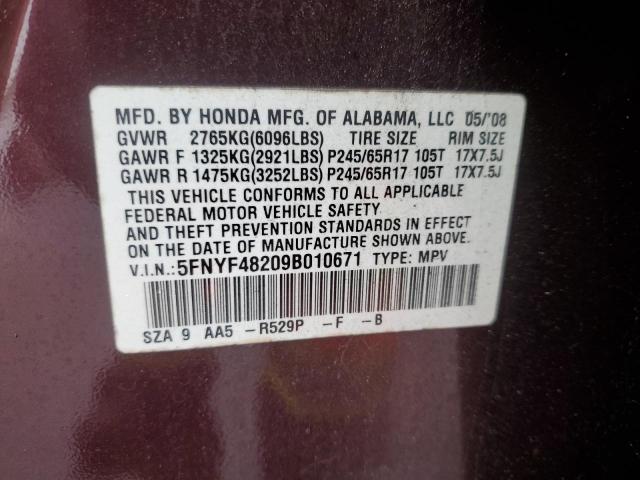 MFD. BY HONDA MFG. OF ALABAMA, LLC 05/'08
GVWR 2765KG(6096LBS) TIRE SIZE RIM SIZE
GAWR F 1325KG(2921LBS) P245/65R17 105T 17X7.5J
GAWR R 1475KG(3252LBS) P245/65R17 105T 17X7.5J
THIS VEHICLE CONFORMS TO ALL APPLICABLE
FEDERAL MOTOR VEHICLE SAFETY
AND THEFT PREVENTION STANDARDS IN EFFECT
ON THE DATE OF MANUFACTURE SHOWN ABOVE.
V.I.N.:5FNYF48209B010671 TYPE: MPV
SZA 9 AA5 -R529P -F -B